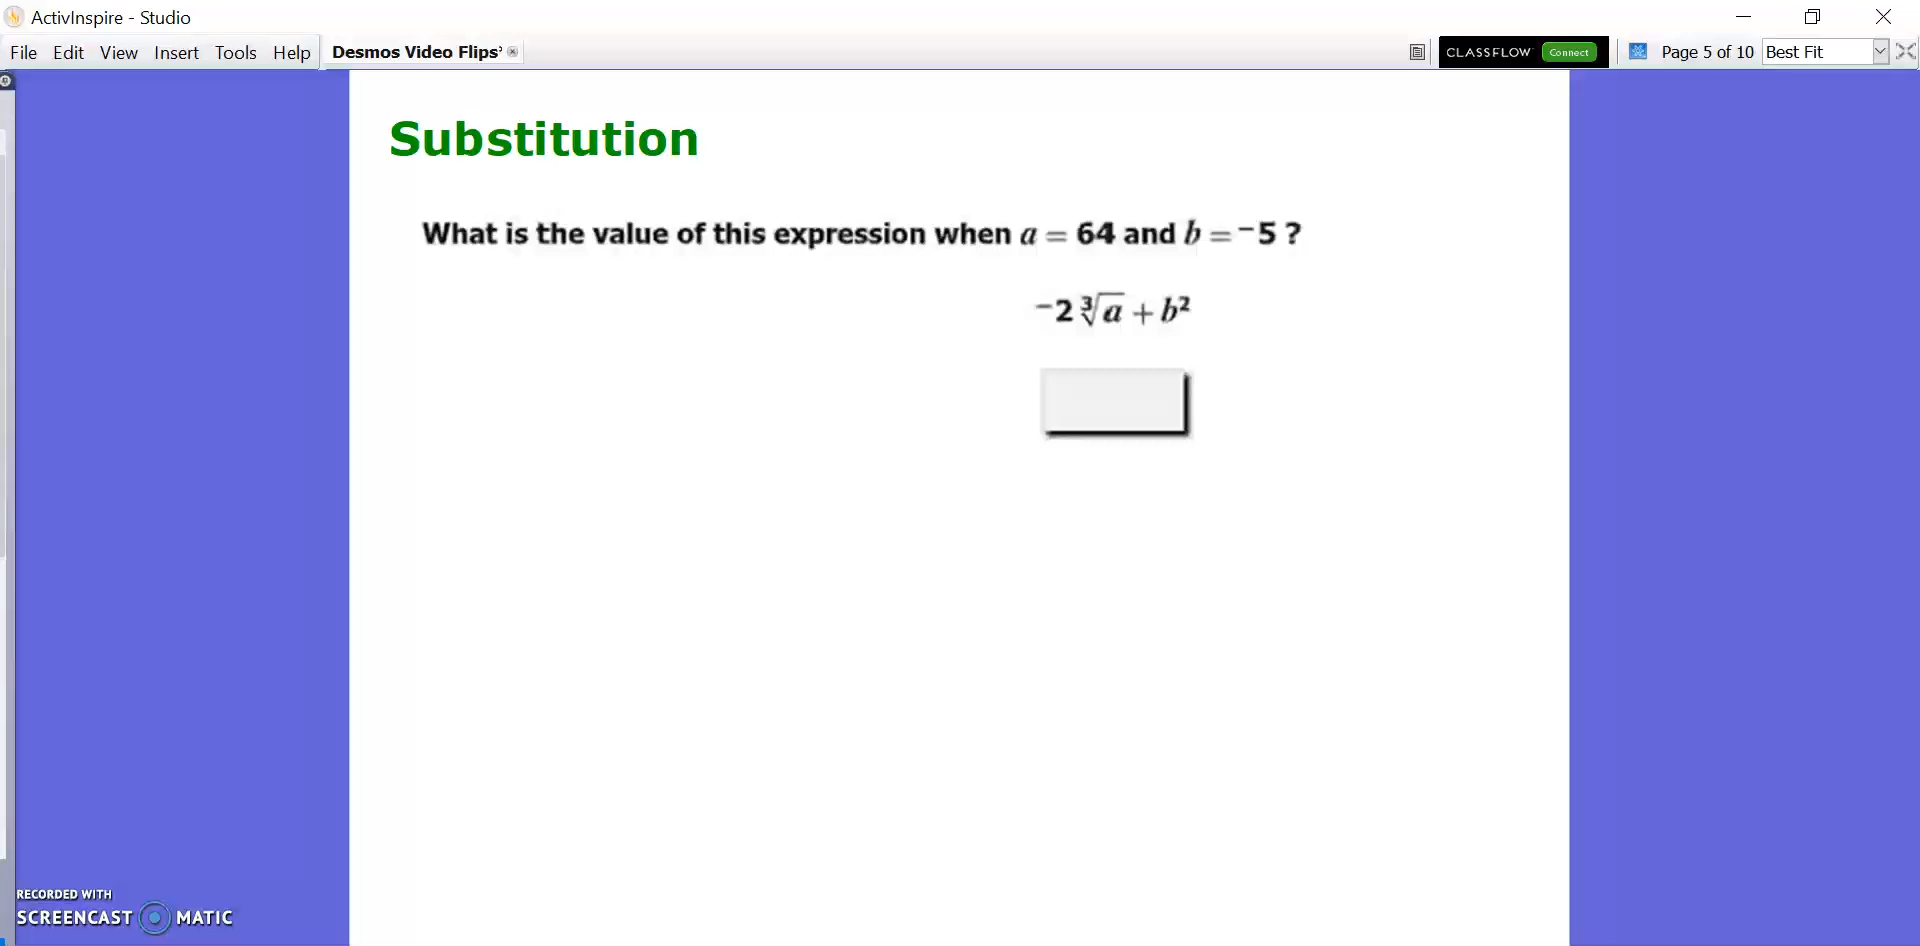 ActivInspire - Studio
File Edit View Insert Tools Help Desmos Video Flips' CLASSFLOW Connect Page 5 of 10 Best Fit
Substitution
What is the value of this expression when a = 64 and b = ⁻5 ?
⁻2∛a + b²
RECORDED WITH
SCREENCAST MATIC